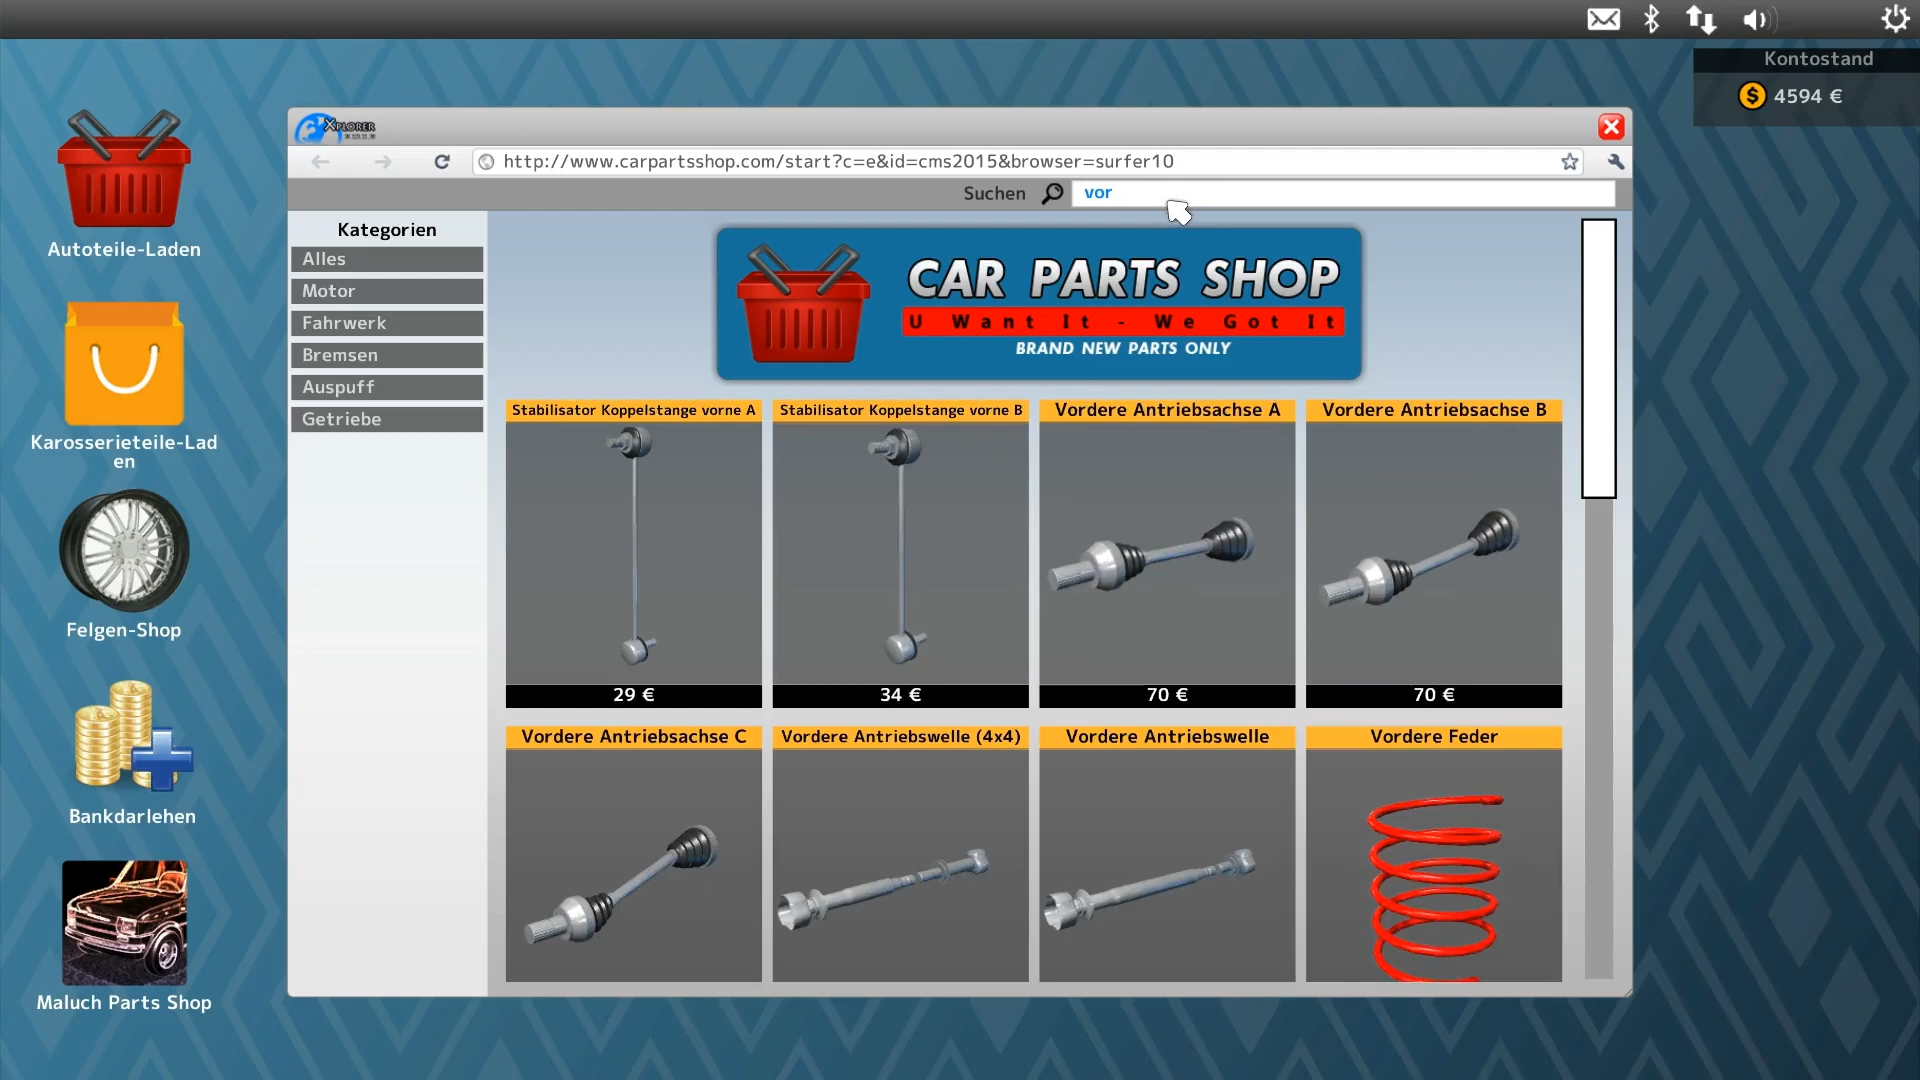 Kontostand
4594 €
Autoteile-Laden
Karosserieteile-Lad
en
Felgen-Shop
Bankdarlehen
Maluch Parts Shop
XPLORER
http://www.carpartsshop.com/start?c=e&id=cms2015&browser=surfer10
Suchen vor
Kategorien
Alles
Motor
Fahrwerk
Bremsen
Auspuff
Getriebe
CAR PARTS SHOP
U Want It - We Got It
BRAND NEW PARTS ONLY
Stabilisator Koppelstange vorne A
29 €
Stabilisator Koppelstange vorne B
34 €
Vordere Antriebsachse A
70 €
Vordere Antriebsachse B
70 €
Vordere Antriebsachse C
Vordere Antriebswelle (4x4)
Vordere Antriebswelle
Vordere Feder